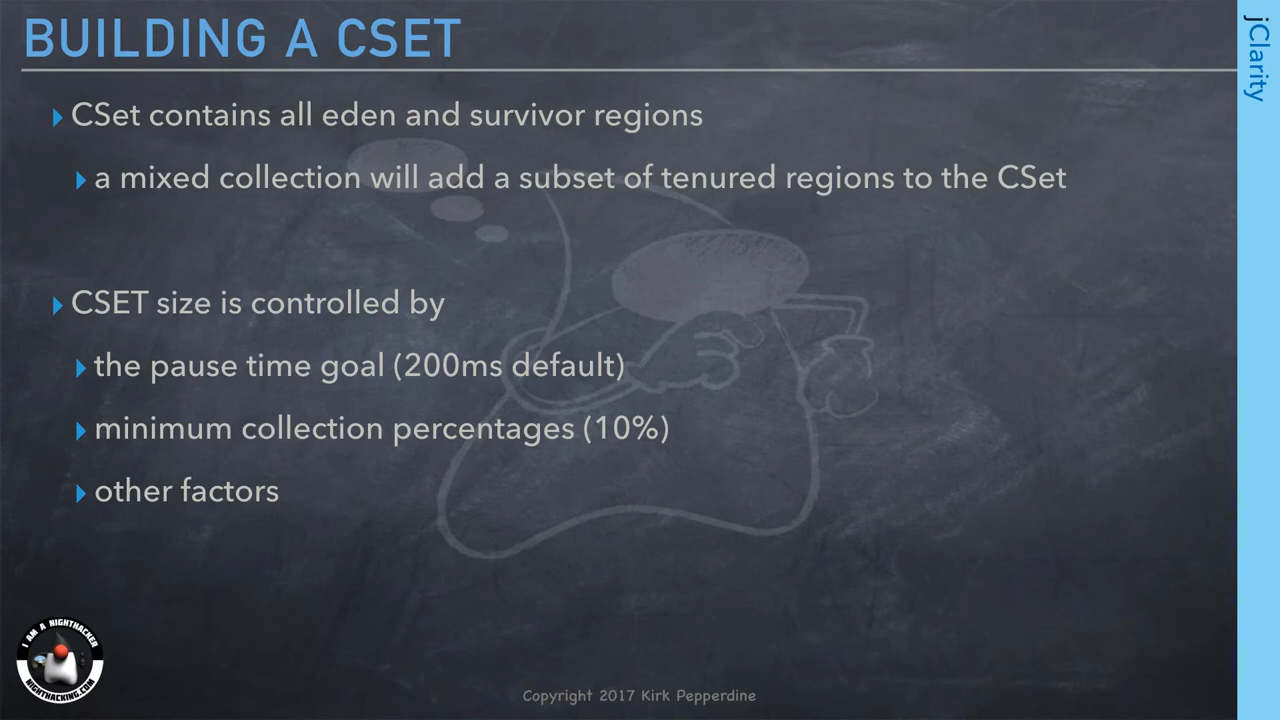 BUILDING A CSET
jClarity
CSet contains all eden and survivor regions
a mixed collection will add a subset of tenured regions to the CSet
CSET size is controlled by
the pause time goal (200ms default)
minimum collection percentages (10%)
other factors
I AM A NIGHTHACKER
NIGHTHACKING.COM
Copyright 2017 Kirk Pepperdine